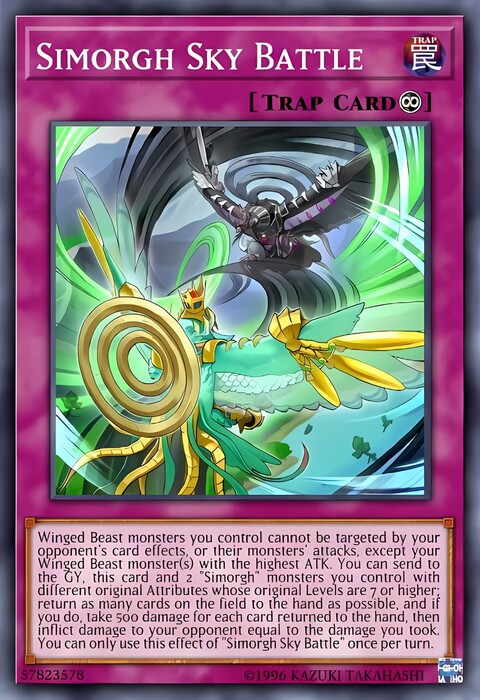 SIMORGH SKY BATTLE
TRAP
罠
[TRAP CARD∞]
Winged Beast monsters you control cannot be targeted by your
opponent's card effects, or their monsters' attacks, except your
Winged Beast monster(s) with the highest ATK. You can send to
the GY, this card and 2 "Simorgh" monsters you control with
different original Attributes whose original Levels are 7 or higher;
return as many cards on the field to the hand as possible, and if
you do, take 500 damage for each card returned to the hand, then
inflict damage to your opponent equal to the damage you took.
You can only use this effect of "Simorgh Sky Battle" once per turn.
57823578
©1996 KAZUKI TAKAHASHI